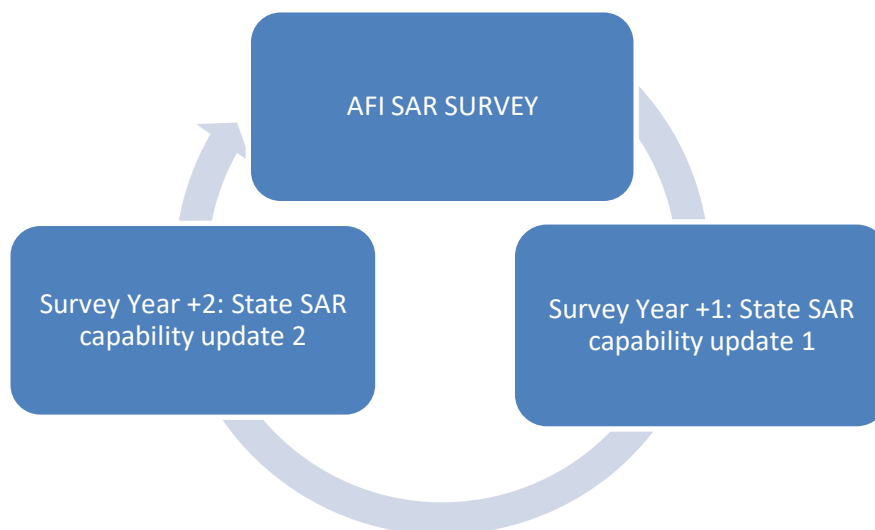 AFI SAR SURVEY
Survey Year +2: State SAR
capability update 2
Survey Year +1: State SAR
capability update 1